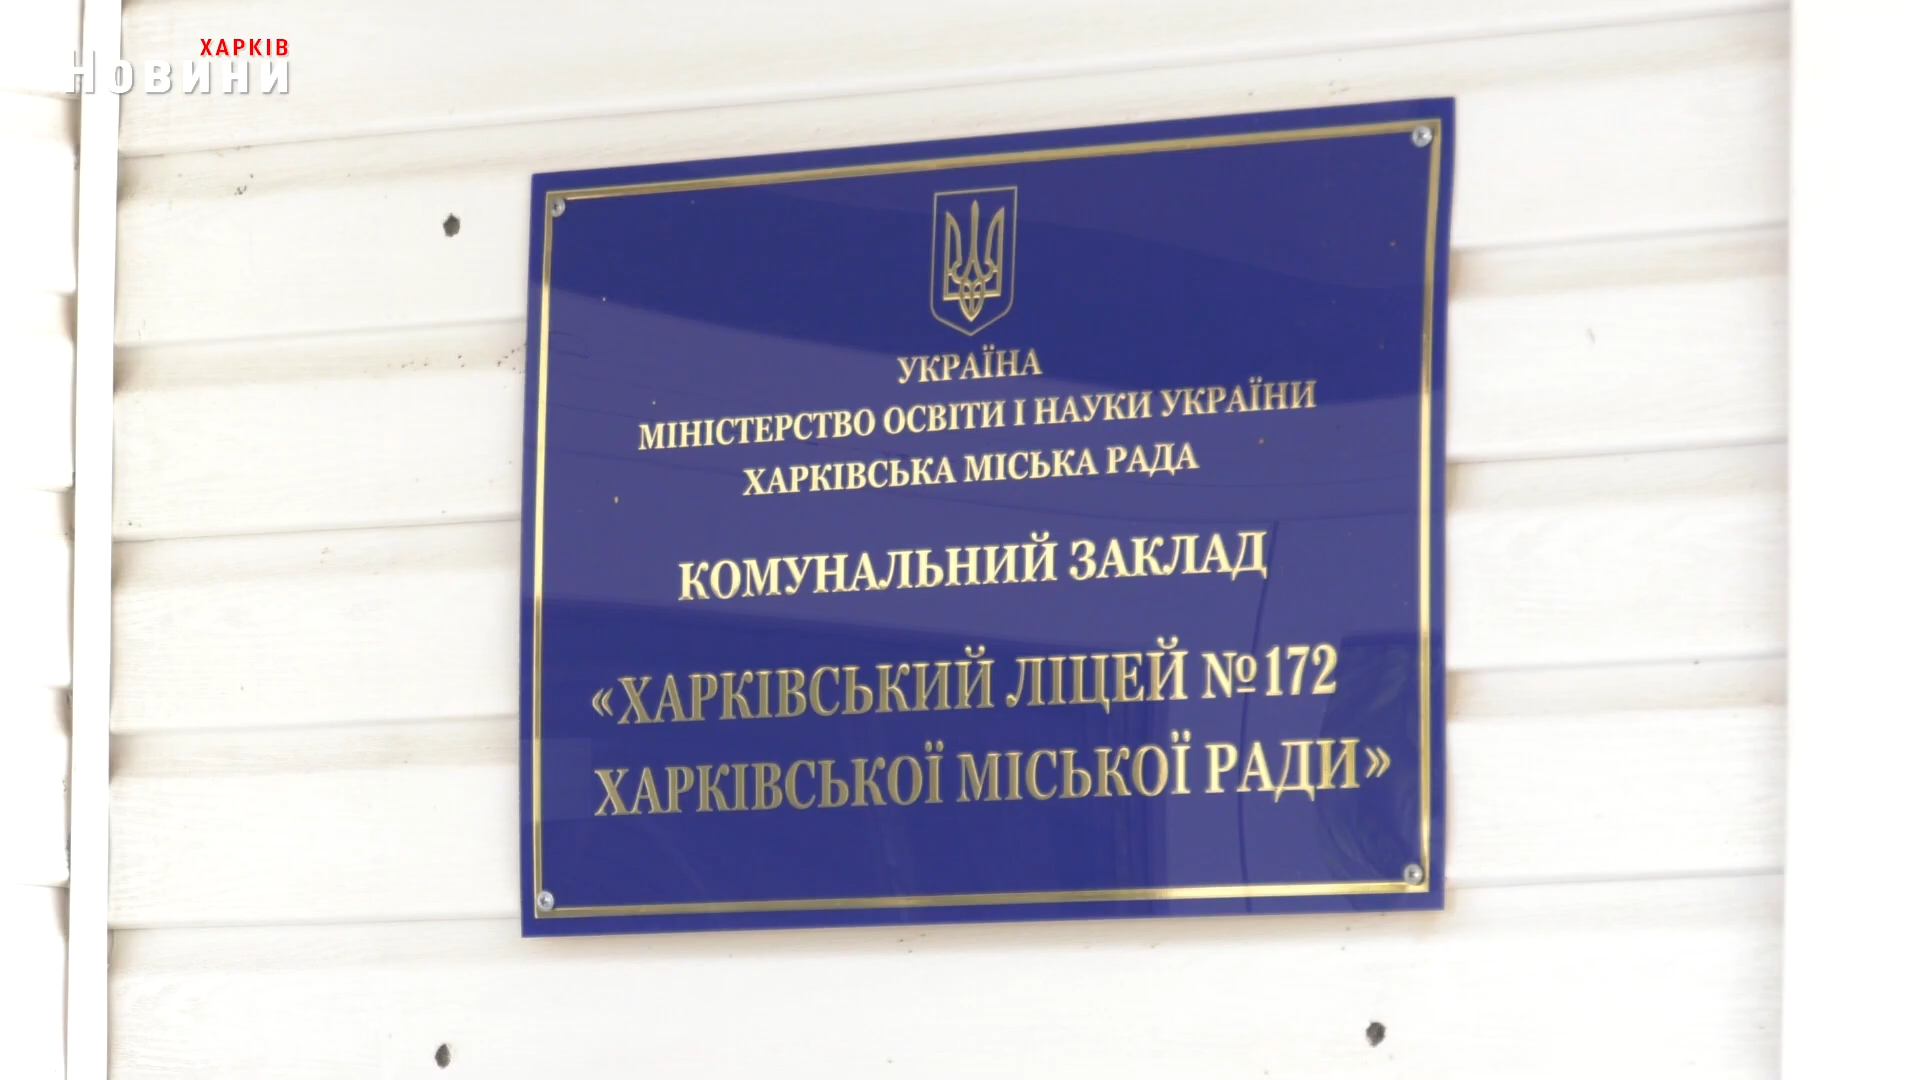 ХАРКІВ
Новини
УКРАЇНА
МІНІСТЕРСТВО ОСВІТИ І НАУКИ УКРАЇНИ
ХАРКІВСЬКА МІСЬКА РАДА
КОМУНАЛЬНИЙ ЗАКЛАД
«ХАРКІВСЬКИЙ ЛІЦЕЙ №172
ХАРКІВСЬКОЇ МІСЬКОЇ РАДИ»